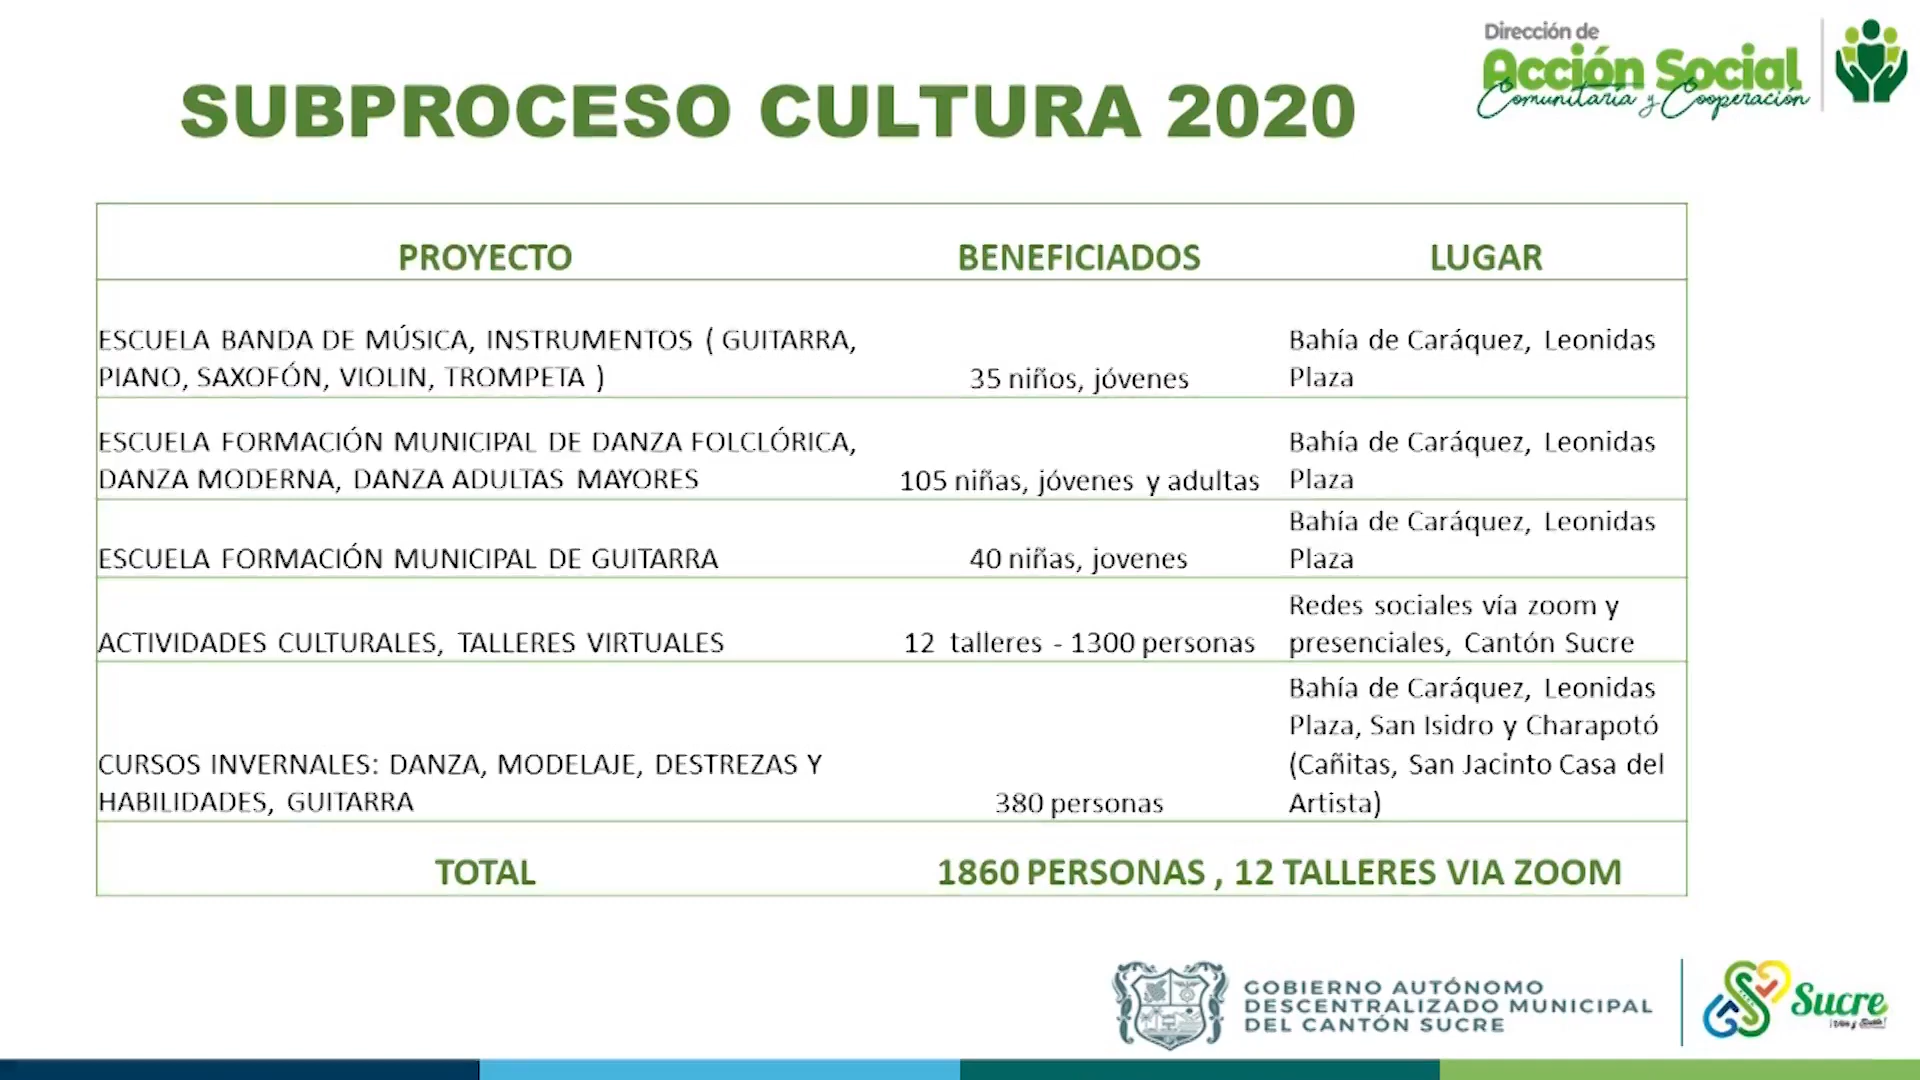 Dirección de
Acción Social
Comunitaria y Cooperación
SUBPROCESO CULTURA 2020
PROYECTO BENEFICIADOS LUGAR
ESCUELA BANDA DE MÚSICA, INSTRUMENTOS ( GUITARRA,
PIANO, SAXOFÓN, VIOLIN, TROMPETA )
35 niños, jóvenes
Bahía de Caráquez, Leonidas
Plaza
ESCUELA FORMACIÓN MUNICIPAL DE DANZA FOLCLÓRICA,
DANZA MODERNA, DANZA ADULTAS MAYORES
105 niñas, jóvenes y adultas
Bahía de Caráquez, Leonidas
Plaza
ESCUELA FORMACIÓN MUNICIPAL DE GUITARRA
40 niñas, jovenes
Bahía de Caráquez, Leonidas
Plaza
ACTIVIDADES CULTURALES, TALLERES VIRTUALES
12 talleres - 1300 personas
Redes sociales vía zoom y
presenciales, Cantón Sucre
CURSOS INVERNALES: DANZA, MODELAJE, DESTREZAS Y
HABILIDADES, GUITARRA
380 personas
Bahía de Caráquez, Leonidas
Plaza, San Isidro y Charapotó
(Cañitas, San Jacinto Casa del
Artista)
TOTAL 1860 PERSONAS , 12 TALLERES VIA ZOOM
GOBIERNO AUTÓNOMO
DESCENTRALIZADO MUNICIPAL
DEL CANTÓN SUCRE
Sucre